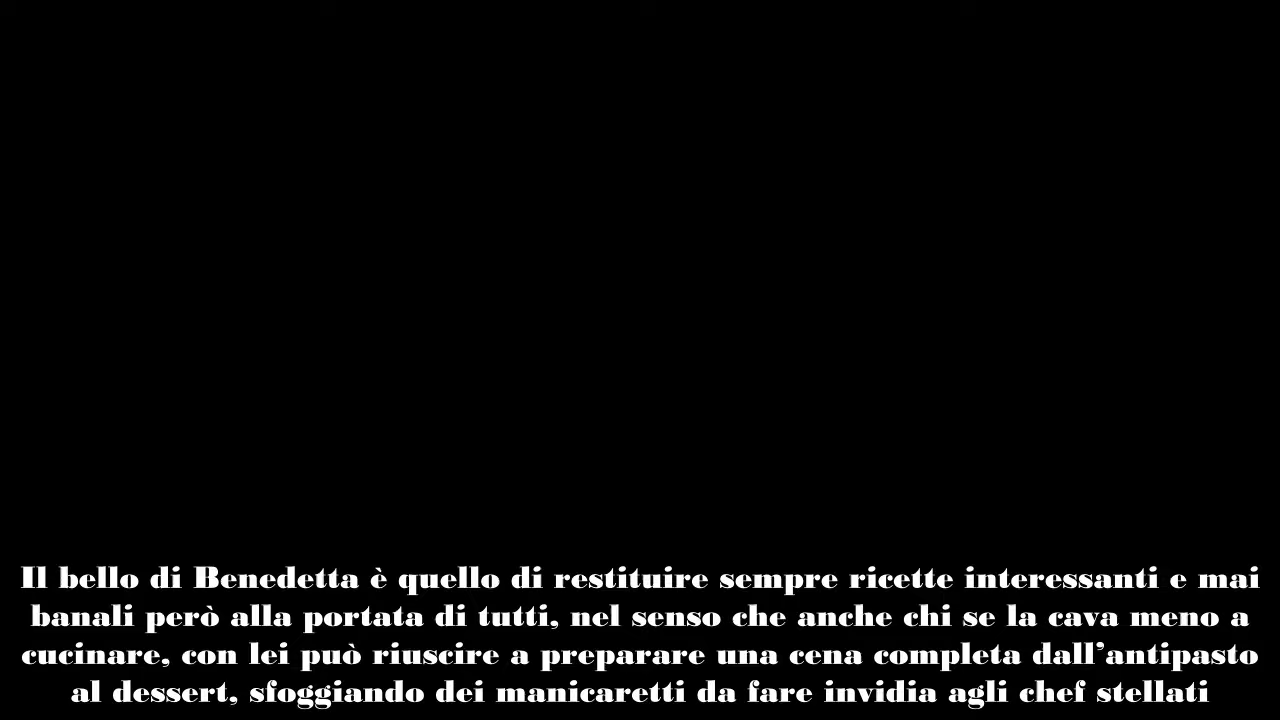 Il bello di Benedetta è quello di restituire sempre ricette interessanti e mai
banali però alla portata di tutti, nel senso che anche chi se la cava meno a
cucinare, con lei può riuscire a preparare una cena completa dall’antipasto
al dessert, sfoggiando dei manicaretti da fare invidia agli chef stellati